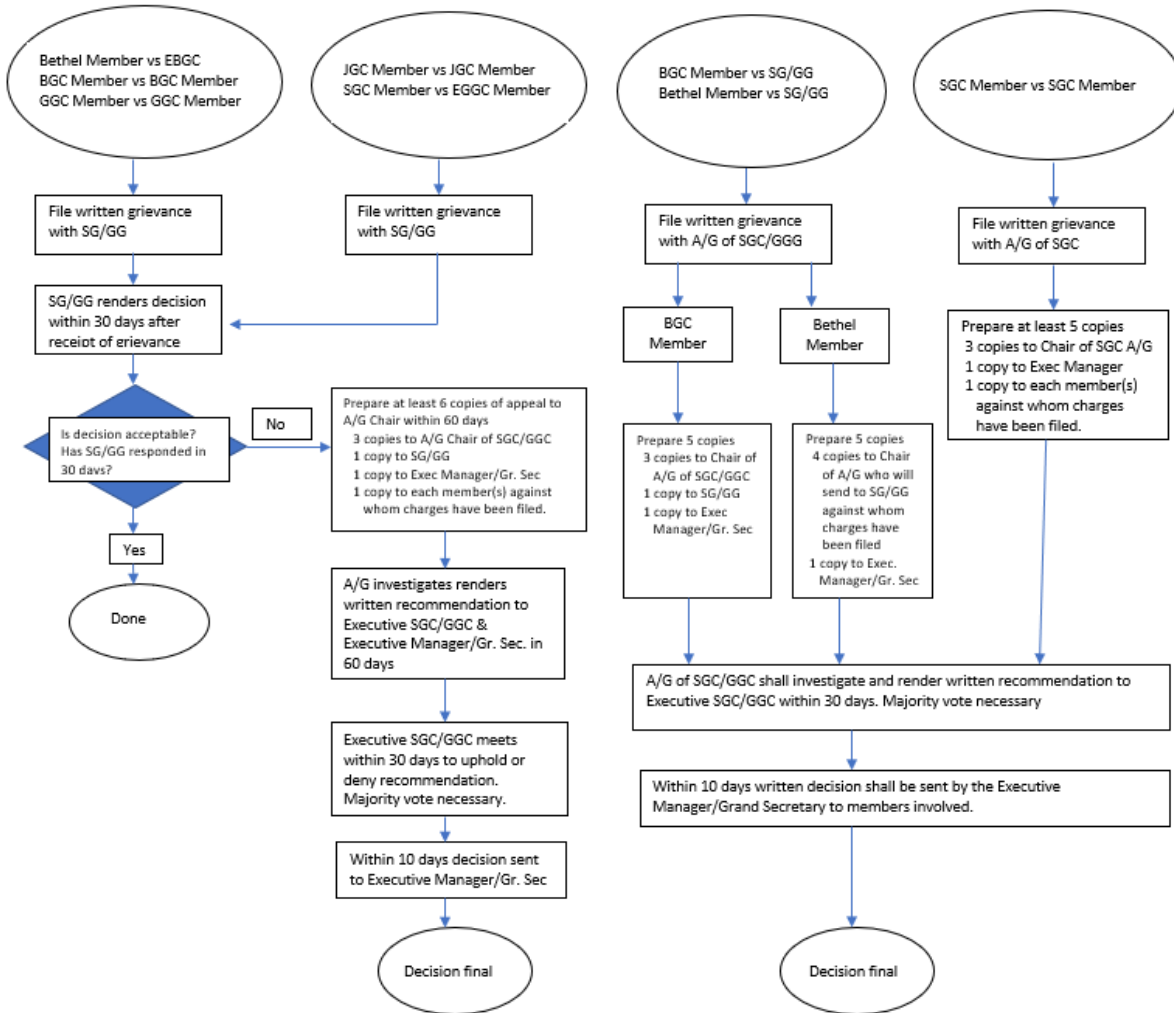 Bethel Member vs EBGC
BGC Member vs BGC Member
GGC Member vs GGC Member
JGC Member vs JGC Member
SGC Member vs EGGC Member
BGC Member vs SG/GG
Bethel Member vs SG/GG
SGC Member vs SGC Member
File written grievance
with SG/GG
File written grievance
with SG/GG
File written grievance
with A/G of SGC/GGG
File written grievance
with A/G of SGC
SG/GG renders decision
within 30 days after
receipt of grievance
BGC
Member
Bethel
Member
Prepare at least 5 copies
3 copies to Chair of SGC A/G
1 copy to Exec Manager
1 copy to each member(s)
against whom charges
have been filed.
Is decision acceptable?
Has SG/GG responded in
30 days?
No
Prepare at least 6 copies of appeal to
A/G Chair within 60 days
3 copies to A/G Chair of SGC/GGC
1 copy to SG/GG
1 copy to Exec Manager/Gr. Sec
1 copy to each member(s) against
whom charges have been filed.
Prepare 5 copies
3 copies to Chair of
A/G of SGC/GGC
1 copy to SG/GG
1 copy to Exec
Manager/Gr. Sec
Prepare 5 copies
4 copies to Chair
of A/G who will
send to SG/GG
against whom
charges have
been filed
1 copy to Exec.
Manager/Gr. Sec
Yes
Done
A/G investigates renders
written recommendation to
Executive SGC/GGC &
Executive Manager/Gr. Sec. in
60 days
A/G of SGC/GGC shall investigate and render written recommendation to
Executive SGC/GGC within 30 days. Majority vote necessary
Executive SGC/GGC meets
within 30 days to uphold or
deny recommendation.
Majority vote necessary.
Within 10 days written decision shall be sent by the Executive
Manager/Grand Secretary to members involved.
Within 10 days decision sent
to Executive Manager/Gr. Sec
Decision final
Decision final